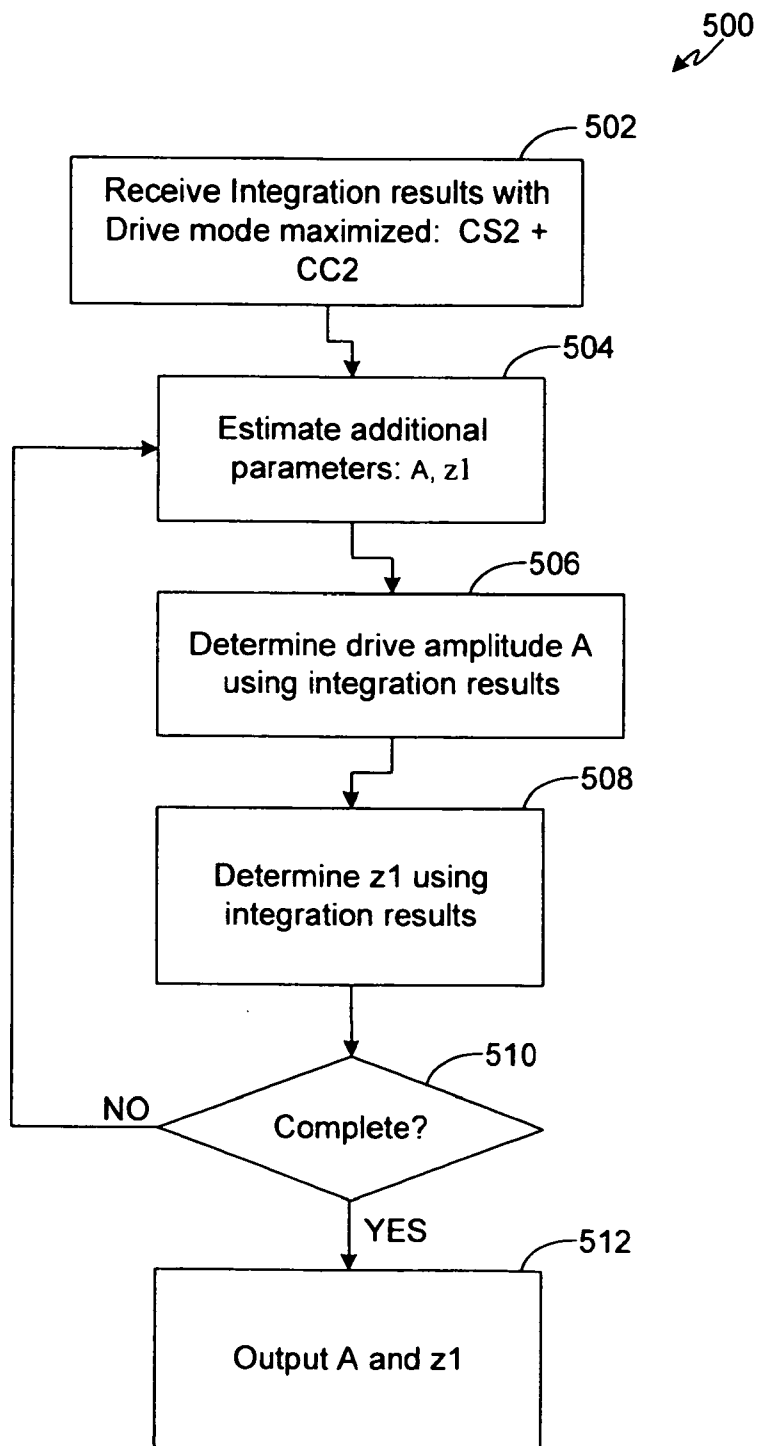 500
502
Receive Integration results with
Drive mode maximized: CS2 +
CC2
504
Estimate additional
parameters: A, z1
506
Determine drive amplitude A
using integration results
508
Determine z1 using
integration results
510
NO
Complete?
YES
512
Output A and z1